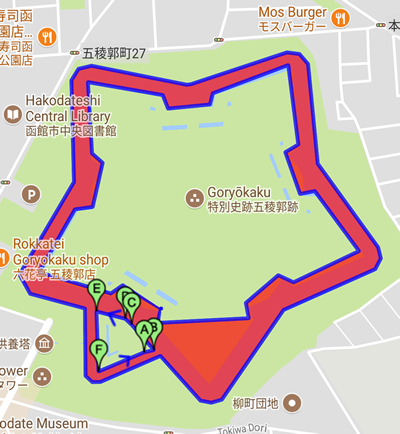 寿司函
園店...
寿司函
公園店
五稜郭町27
Mos Burger
モスバーガー
本
Hakodateshi
Central Library
函館市中央図書館
P
Goryōkaku
特別史跡五稜郭跡
Rokkatei
Goryokaku shop
六花亭 五稜郭店
E
C
A
B
F
供養塔
ower
タワー
柳町団地
odate Museum
Tokiwa Dori